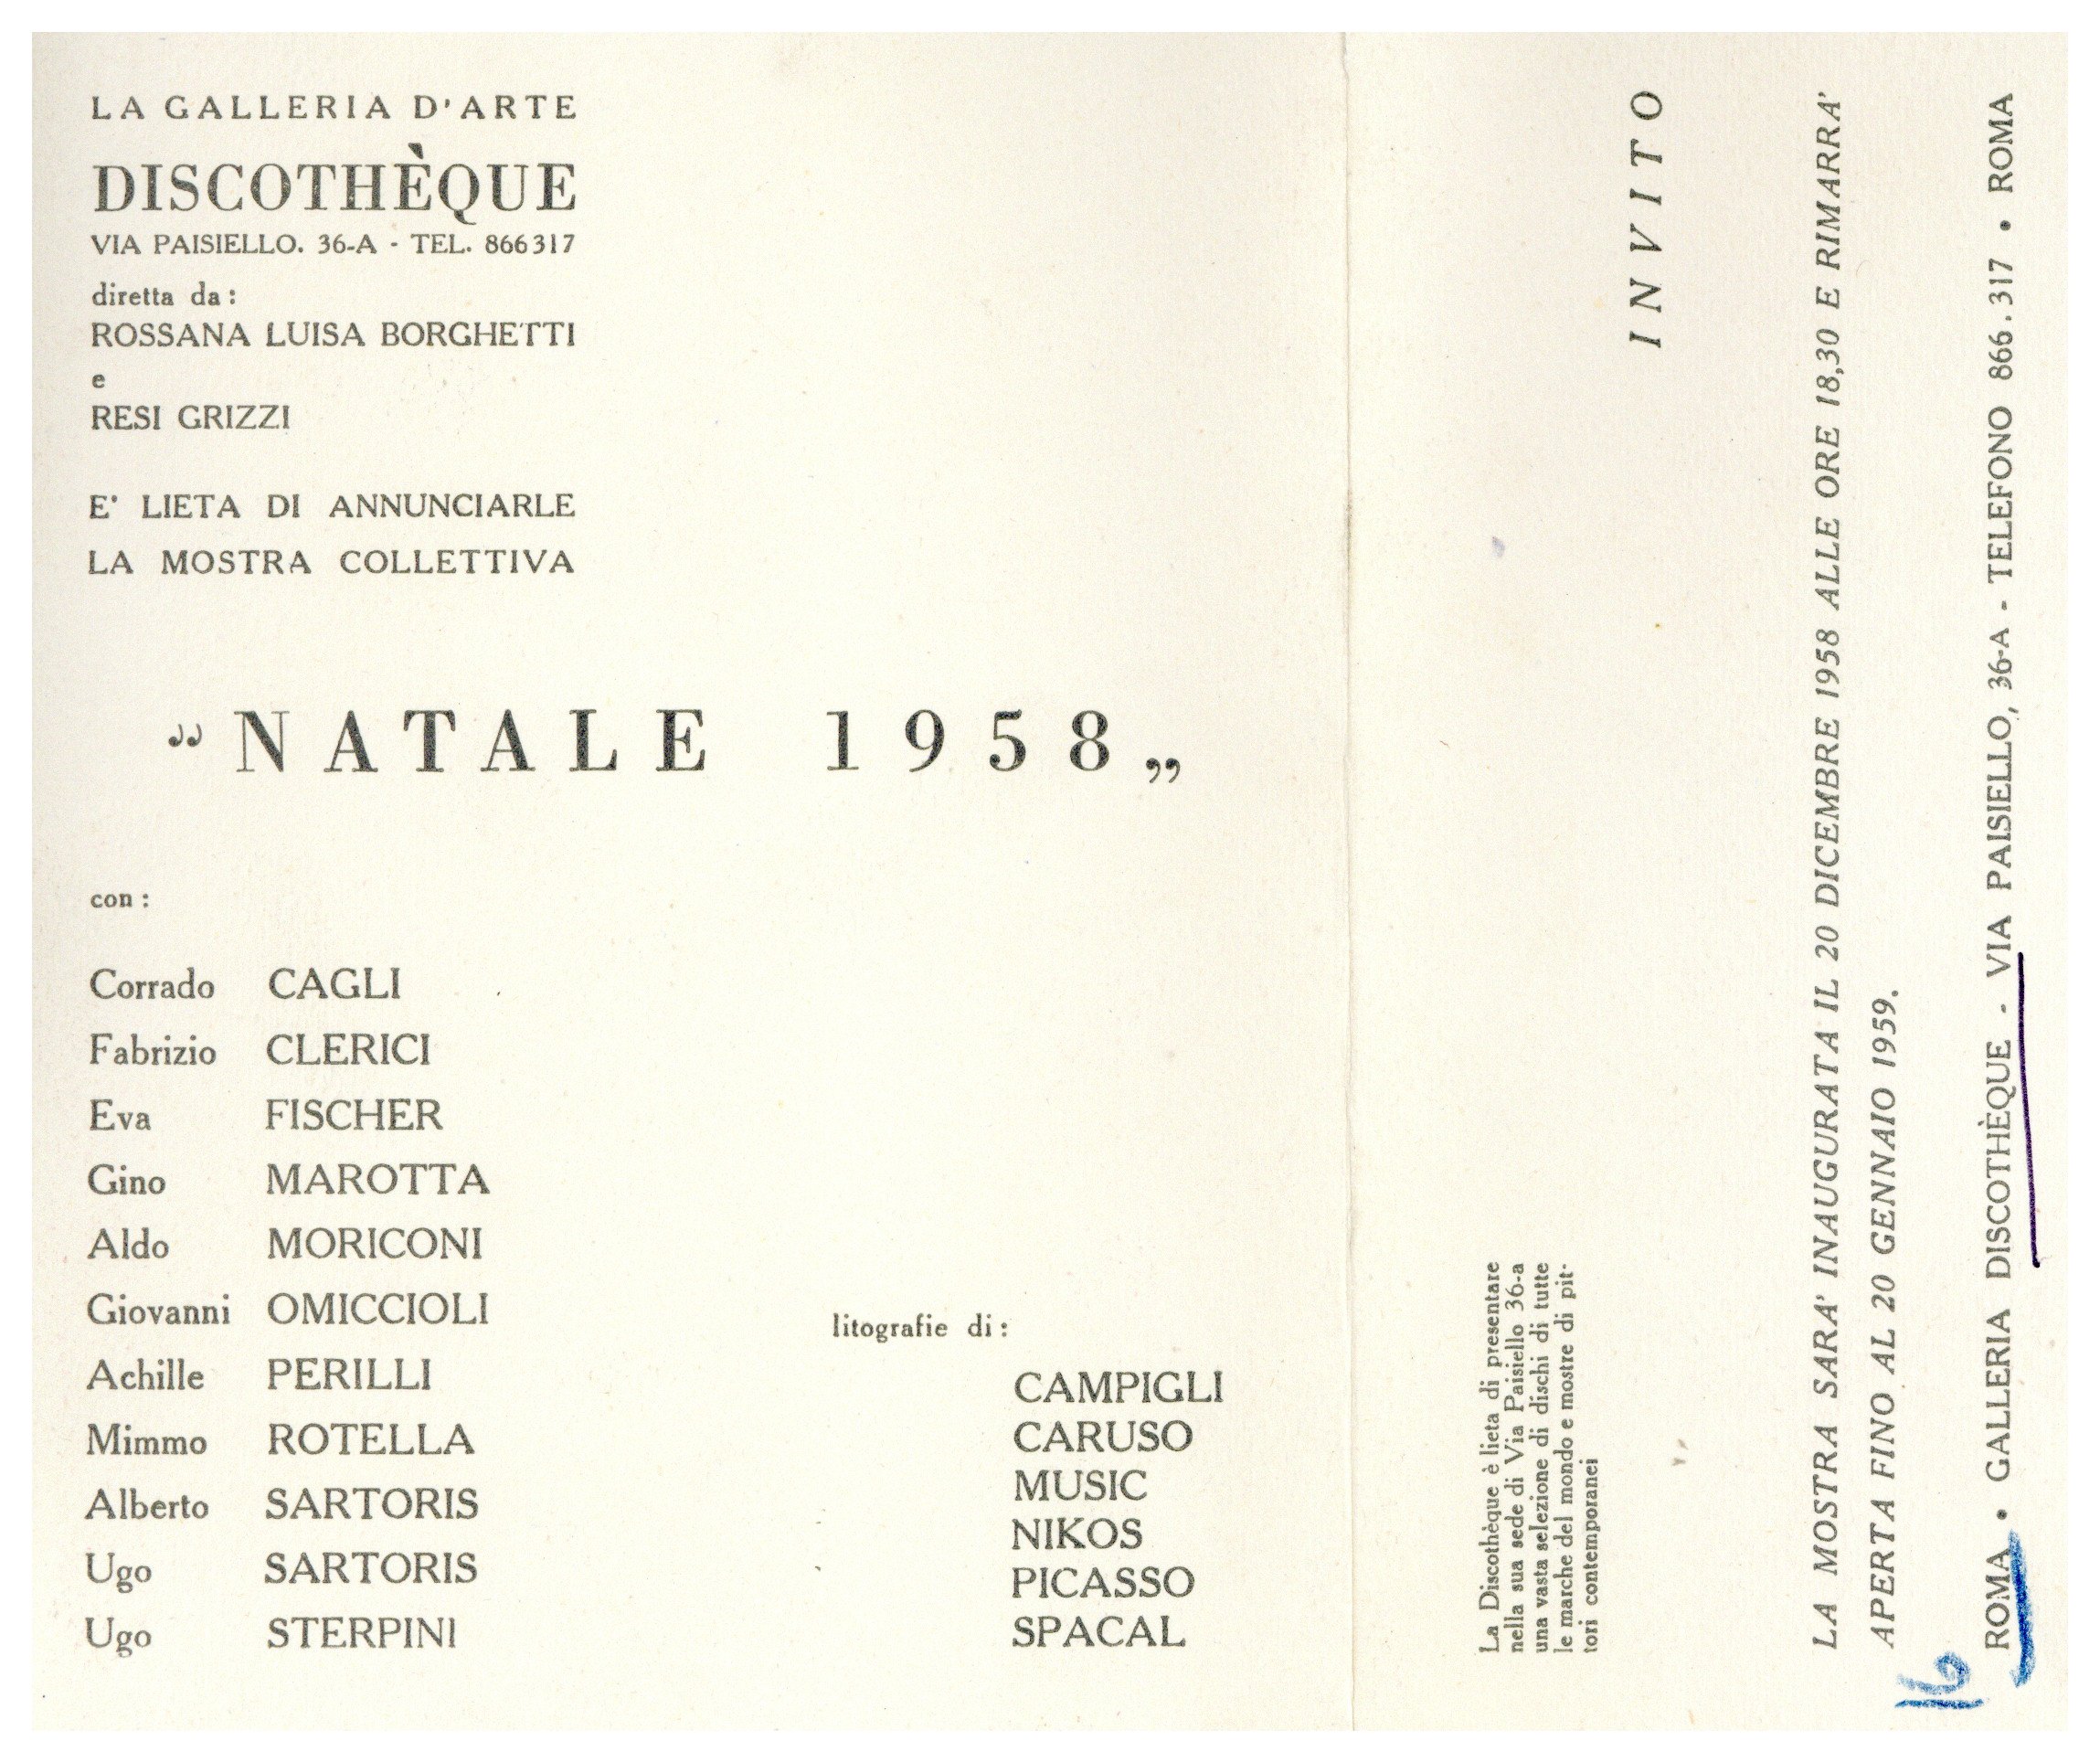 LA GALLERIA D'ARTE
DISCOTHÈQUE
VIA PAISIELLO. 36-A - TEL. 866317
diretta da :
ROSSANA LUISA BORGHETTI
e
RESI GRIZZI
E' LIETA DI ANNUNCIARLE
LA MOSTRA COLLETTIVA
"NATALE 1958„
con :
Corrado CAGLI
Fabrizio CLERICI
Eva FISCHER
Gino MAROTTA
Aldo MORICONI
Giovanni OMICCIOLI
Achille PERILLI
Mimmo ROTELLA
Alberto SARTORIS
Ugo SARTORIS
Ugo STERPINI
litografie di :
CAMPIGLI
CARUSO
MUSIC
NIKOS
PICASSO
SPACAL
La Discothèque è lieta di presentare
nella sua sede di Via Paisiello 36-a
una vasta selezione di dischi di tutte
le marche del mondo e mostre di pit-
tori contemporanei
INVITO
LA MOSTRA SARA' INAUGURATA IL 20 DICEMBRE 1958 ALLE ORE 18,30 E RIMARRA'
APERTA FINO AL 20 GENNAIO 1959.
ROMA • GALLERIA DISCOTHÈQUE - VIA PAISIELLO, 36-A - TELEFONO 866.317 • ROMA
16